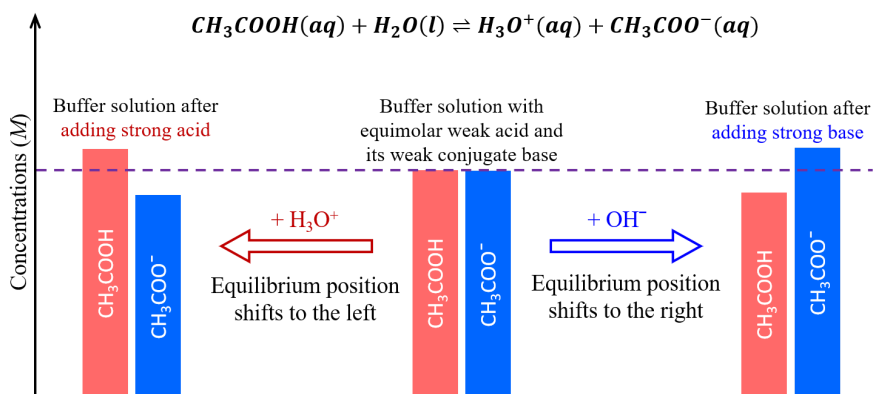 CH₃COOH(aq) + H₂O(l) ⇌ H₃O⁺(aq) + CH₃COO⁻(aq)
Concentrations (M)
Buffer solution after
adding strong acid
Buffer solution with
equimolar weak acid and
its weak conjugate base
Buffer solution after
adding strong base
CH₃COOH
CH₃COO⁻
+ H₃O⁺
Equilibrium position
shifts to the left
CH₃COOH
CH₃COO⁻
+ OH⁻
Equilibrium position
shifts to the right
CH₃COOH
CH₃COO⁻